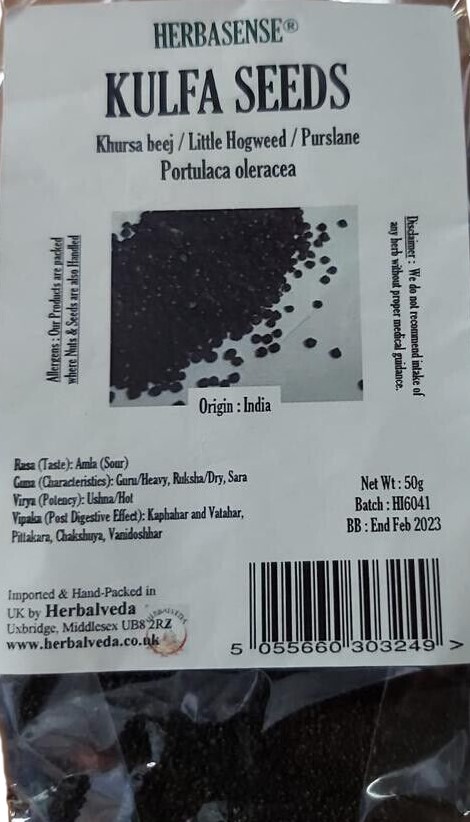 HERBASENSE®
KULFA SEEDS
Khursa beej / Little Hogweed / Purslane
Portulaca oleracea
Allergens : Our Products are packed
where Nuts & Seeds are also Handled
Disclaimer : We do not recommend intake of
any herb without proper medical guidance.
Origin : India
Rasa (Taste): Amla (Sour)
Guna (Characteristics): Guru/Heavy, Ruksha/Dry, Sara
Virya (Potency): Ushna/Hot
Vipaka (Post Digestive Effect): Kaphahar and Vatahar,
Pittakara, Chakshuya, Vanidoshhar
Net Wt : 50g
Batch : HI6041
BB : End Feb 2023
Imported & Hand-Packed in
UK by Herbalveda
Uxbridge, Middlesex UB8 2RZ
www.herbalveda.co.uk
HERBALVEDA
5 055660 303249 >